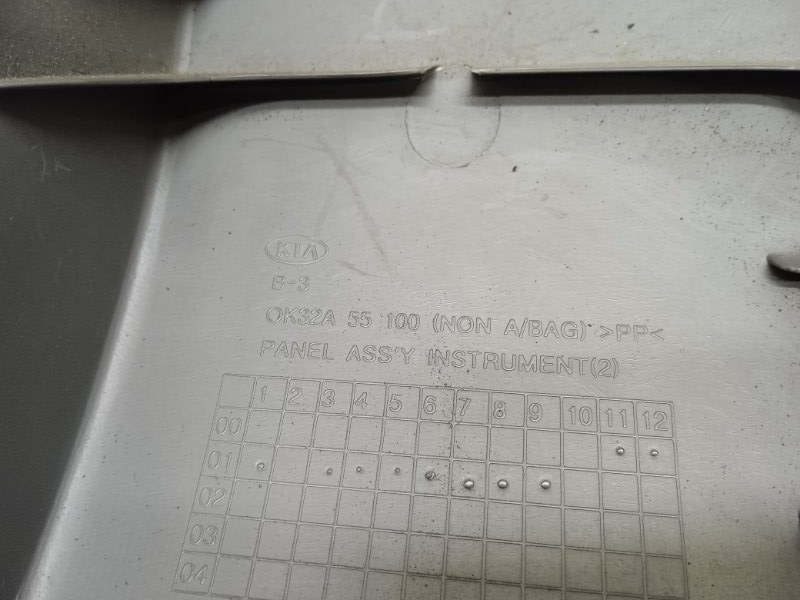 KIA
B-3
OK32A 55 100 (NON A/BAG) >PP<
PANEL ASS'Y INSTRUMENT(2)
1 2 3 4 5 6 7 8 9 10 11 12
00
01
02
03
04